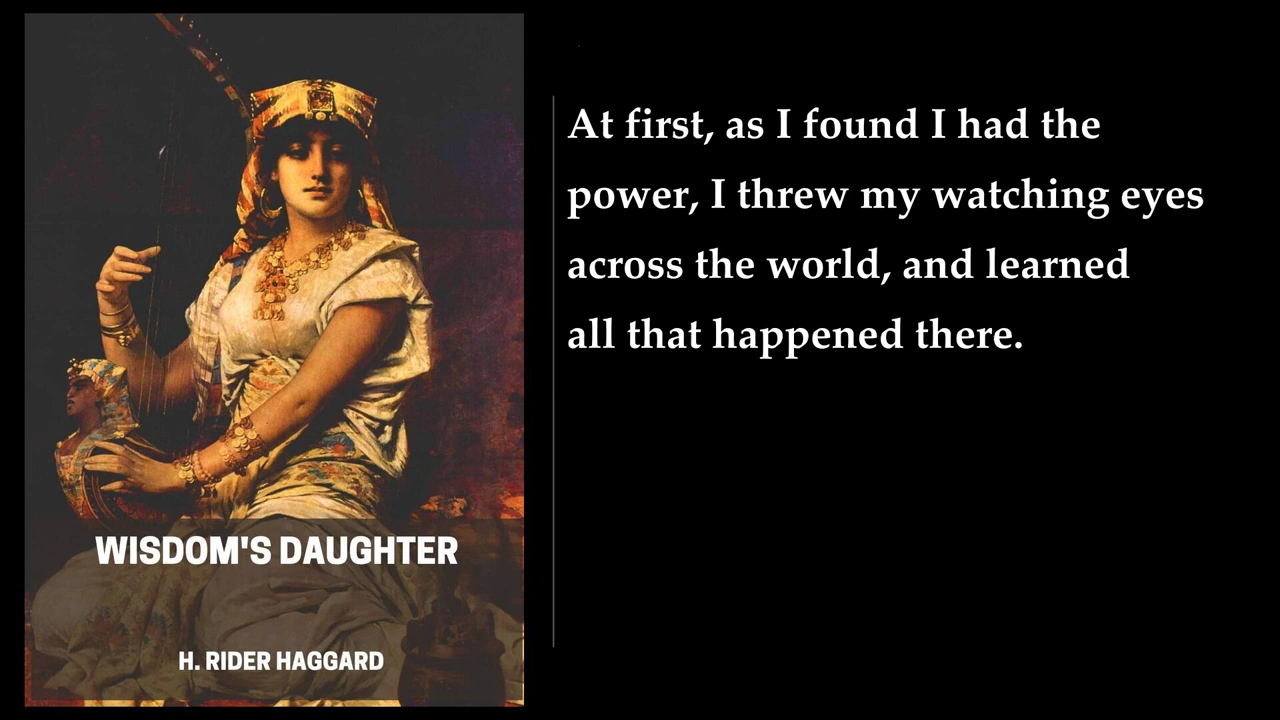 At first, as I found I had the
power, I threw my watching eyes
across the world, and learned
all that happened there.
WISDOM'S DAUGHTER
H. RIDER HAGGARD